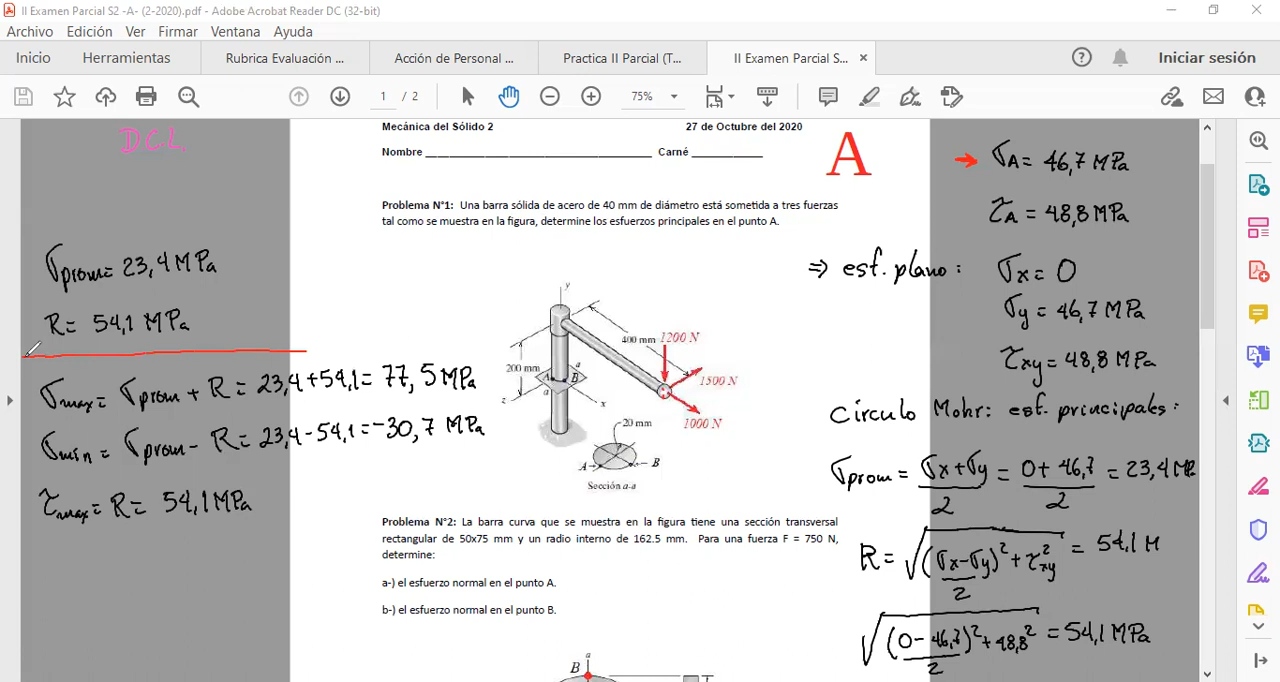 II Examen Parcial S2 -A- (2-2020).pdf - Adobe Acrobat Reader DC (32-bit)
Archivo Edición Ver Firmar Ventana Ayuda
Inicio Herramientas Rubrica Evaluación ... Acción de Personal ... Practica II Parcial (T... II Examen Parcial S... × Iniciar sesión
1 / 2 75%
DCL
σprom = 23,4 MPa
R = 54,1 MPa
σmax = σprom + R = 23,4 + 54,1 = 77,5 MPa
σmin = σprom - R = 23,4 - 54,1 = -30,7 MPa
τmax = R = 54,1 MPa
Mecánica del Sólido 2 27 de Octubre del 2020
Nombre Carné
A
Problema N°1: Una barra sólida de acero de 40 mm de diámetro está sometida a tres fuerzas
tal como se muestra en la figura, determine los esfuerzos principales en el punto A.
y
400 mm
1200 N
200 mm
a
A
B
a
1500 N
z
x
1000 N
20 mm
A
B
Sección a-a
Problema N°2: La barra curva que se muestra en la figura tiene una sección transversal
rectangular de 50x75 mm y un radio interno de 162.5 mm. Para una fuerza F = 750 N,
determine:
a-) el esfuerzo normal en el punto A.
b-) el esfuerzo normal en el punto B.
a
B
→ σA = 46,7 MPa
τA = 48,8 MPa
⇒ esf. plano: σx = 0
σy = 46,7 MPa
τxy = 48,8 MPa
Círculo Mohr: esf. principales:
σprom = (σx + σy)/2 = (0 + 46,7)/2 = 23,4 MPa
R = √(((σx - σy)/2)² + τxy²) = 54,1 M
√(((0 - 46,7)/2)² + 48,8²) = 54,1 MPa